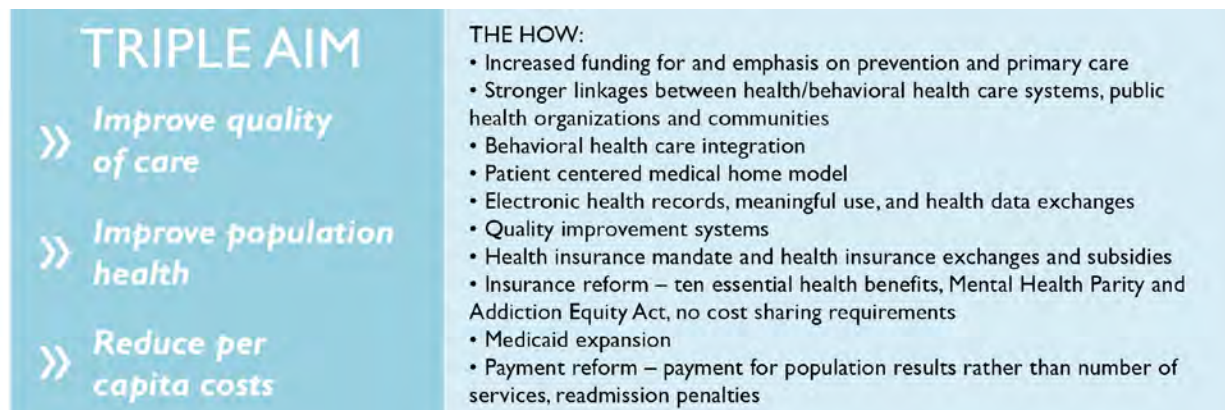 TRIPLE AIM
» Improve quality
of care
» Improve population
health
» Reduce per
capita costs
THE HOW:
• Increased funding for and emphasis on prevention and primary care
• Stronger linkages between health/behavioral health care systems, public
health organizations and communities
• Behavioral health care integration
• Patient centered medical home model
• Electronic health records, meaningful use, and health data exchanges
• Quality improvement systems
• Health insurance mandate and health insurance exchanges and subsidies
• Insurance reform – ten essential health benefits, Mental Health Parity and
Addiction Equity Act, no cost sharing requirements
• Medicaid expansion
• Payment reform – payment for population results rather than number of
services, readmission penalties